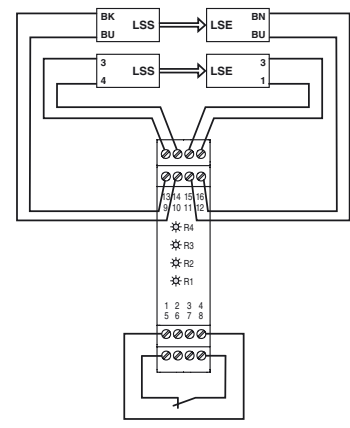 BK LSS LSE BN
BU BU
3 LSS LSE 3
4 1
13 14 15 16
9 10 11 12
R4
R3
R2
R1
1 2 3 4
5 6 7 8